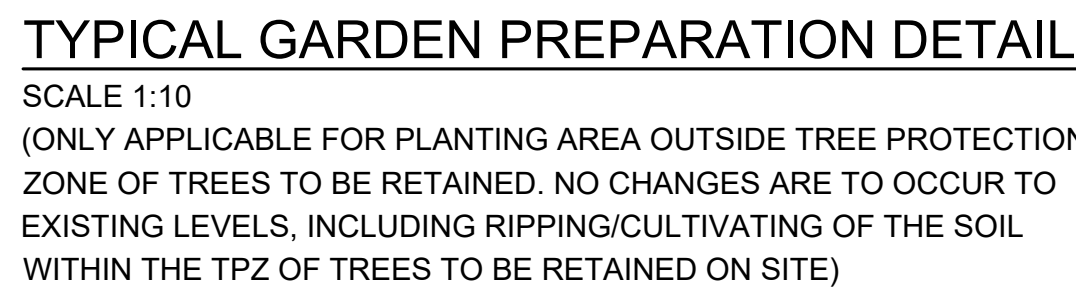 TYPICAL GARDEN PREPARATION DETAIL
SCALE 1:10
(ONLY APPLICABLE FOR PLANTING AREA OUTSIDE TREE PROTECTION
ZONE OF TREES TO BE RETAINED. NO CHANGES ARE TO OCCUR TO
EXISTING LEVELS, INCLUDING RIPPING/CULTIVATING OF THE SOIL
WITHIN THE TPZ OF TREES TO BE RETAINED ON SITE)